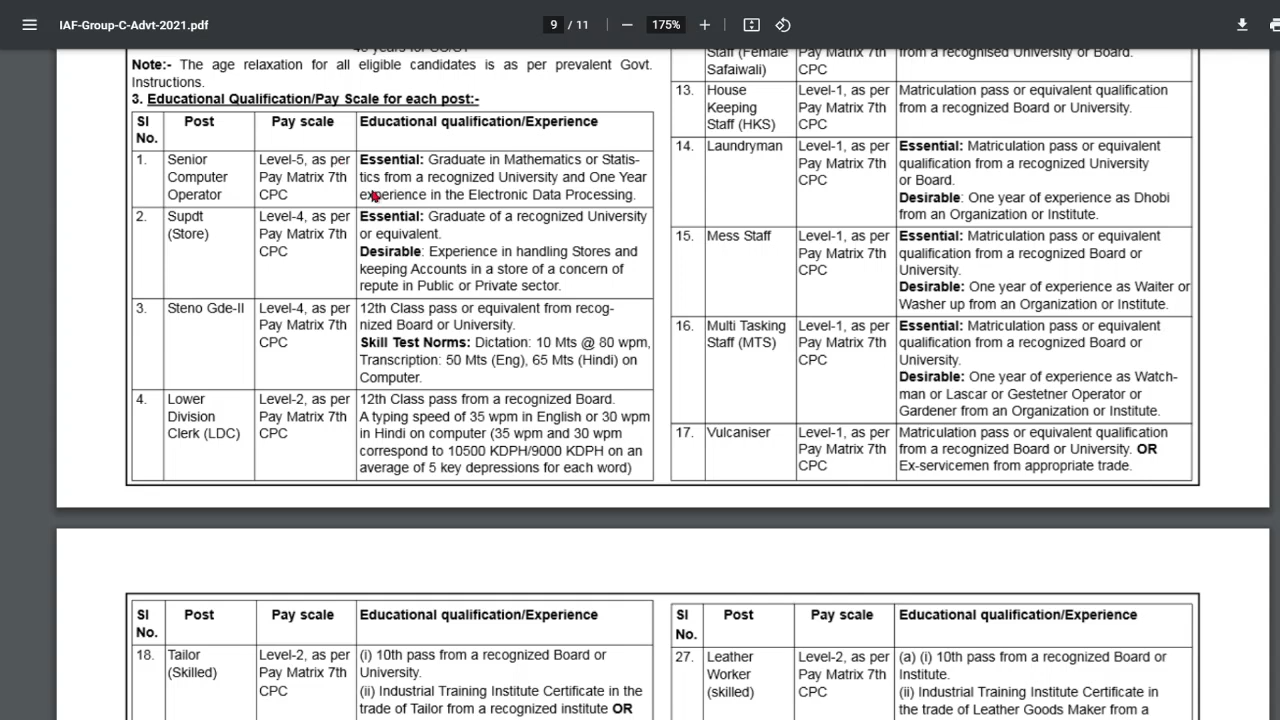 IAF-Group-C-Advt-2021.pdf
9 / 11
175%
Note:- The age relaxation for all eligible candidates is as per prevalent Govt.
Instructions.
3. Educational Qualification/Pay Scale for each post:-
Sl No. Post Pay scale Educational qualification/Experience
1. Senior Computer Operator
Level-5, as per Pay Matrix 7th CPC
Essential: Graduate in Mathematics or Statis-
tics from a recognized University and One Year
experience in the Electronic Data Processing.
2. Supdt (Store)
Level-4, as per Pay Matrix 7th CPC
Essential: Graduate of a recognized University
or equivalent.
Desirable: Experience in handling Stores and
keeping Accounts in a store of a concern of
repute in Public or Private sector.
3. Steno Gde-II
Level-4, as per Pay Matrix 7th CPC
12th Class pass or equivalent from recog-
nized Board or University.
Skill Test Norms: Dictation: 10 Mts @ 80 wpm,
Transcription: 50 Mts (Eng), 65 Mts (Hindi) on
Computer.
4. Lower Division Clerk (LDC)
Level-2, as per Pay Matrix 7th CPC
12th Class pass from a recognized Board.
A typing speed of 35 wpm in English or 30 wpm
in Hindi on computer (35 wpm and 30 wpm
correspond to 10500 KDPH/9000 KDPH on an
average of 5 key depressions for each word)
Staff (Female Safaiwali)
Pay Matrix 7th CPC
from a recognised University or Board.
13. House Keeping Staff (HKS)
Level-1, as per Pay Matrix 7th CPC
Matriculation pass or equivalent qualification
from a recognized Board or University.
14. Laundryman
Level-1, as per Pay Matrix 7th CPC
Essential: Matriculation pass or equivalent
qualification from a recognized University
or Board.
Desirable: One year of experience as Dhobi
from an Organization or Institute.
15. Mess Staff
Level-1, as per Pay Matrix 7th CPC
Essential: Matriculation pass or equivalent
qualification from a recognized Board or
University.
Desirable: One year of experience as Waiter or
Washer up from an Organization or Institute.
16. Multi Tasking Staff (MTS)
Level-1, as per Pay Matrix 7th CPC
Essential: Matriculation pass or equivalent
qualification from a recognized Board or
University.
Desirable: One year of experience as Watch-
man or Lascar or Gestetner Operator or
Gardener from an Organization or Institute.
17. Vulcaniser
Level-1, as per Pay Matrix 7th CPC
Matriculation pass or equivalent qualification
from a recognized Board or University. OR
Ex-servicemen from appropriate trade.
Sl No. Post Pay scale Educational qualification/Experience
18. Tailor (Skilled)
Level-2, as per Pay Matrix 7th CPC
(i) 10th pass from a recognized Board or
University.
(ii) Industrial Training Institute Certificate in the
trade of Tailor from a recognized institute OR
Sl No. Post Pay scale Educational qualification/Experience
27. Leather Worker (skilled)
Level-2, as per Pay Matrix 7th CPC
(a) (i) 10th pass from a recognized Board or
Institute.
(ii) Industrial Training Institute Certificate in
the trade of Leather Goods Maker from a